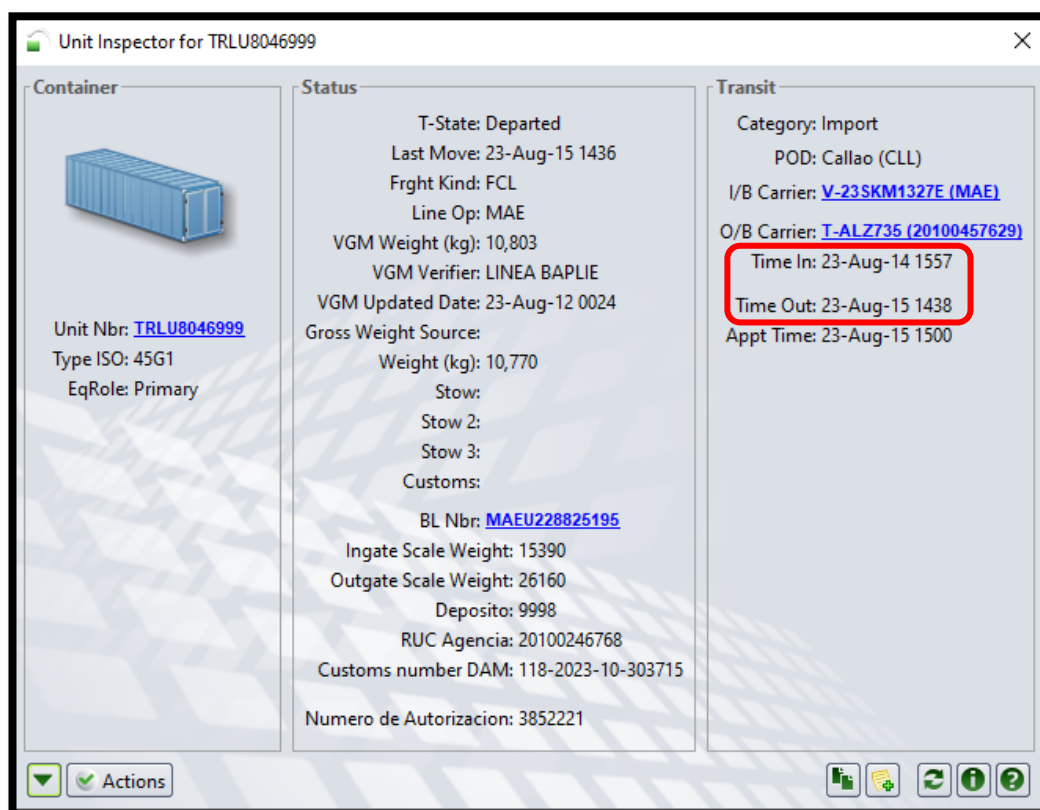 Unit Inspector for TRLU8046999
Container
Unit Nbr: TRLU8046999
Type ISO: 45G1
EqRole: Primary
Status
T-State: Departed
Last Move: 23-Aug-15 1436
Frght Kind: FCL
Line Op: MAE
VGM Weight (kg): 10,803
VGM Verifier: LINEA BAPLIE
VGM Updated Date: 23-Aug-12 0024
Gross Weight Source:
Weight (kg): 10,770
Stow:
Stow 2:
Stow 3:
Customs:
BL Nbr: MAEU228825195
Ingate Scale Weight: 15390
Outgate Scale Weight: 26160
Deposito: 9998
RUC Agencia: 20100246768
Customs number DAM: 118-2023-10-303715
Numero de Autorizacion: 3852221
Transit
Category: Import
POD: Callao (CLL)
I/B Carrier: V-23SKM1327E (MAE)
O/B Carrier: T-ALZ735 (20100457629)
Time In: 23-Aug-14 1557
Time Out: 23-Aug-15 1438
Appt Time: 23-Aug-15 1500
Actions